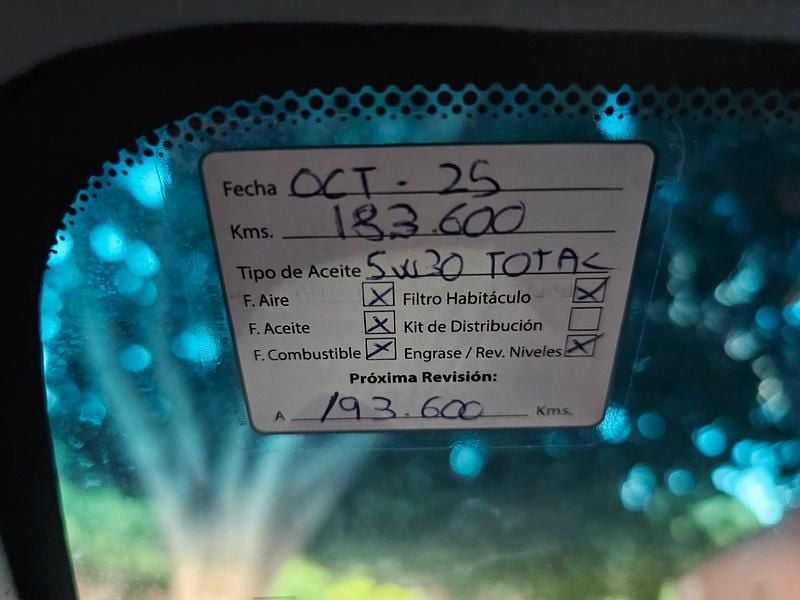 Fecha OCT - 25
Kms. 183.600
Tipo de Aceite 5W30 TOTAL
F. Aire X Filtro Habitáculo X
F. Aceite X Kit de Distribución
F. Combustible X Engrase / Rev. Niveles X
Próxima Revisión:
A 193.600 Kms.